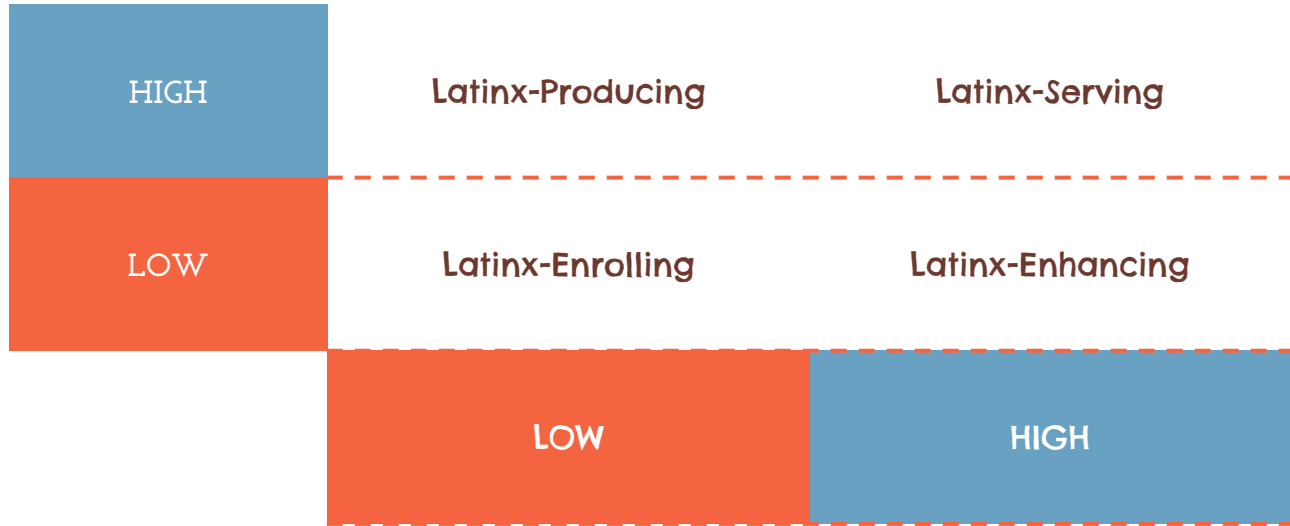 HIGH Latinx-Producing Latinx-Serving
LOW Latinx-Enrolling Latinx-Enhancing
LOW HIGH